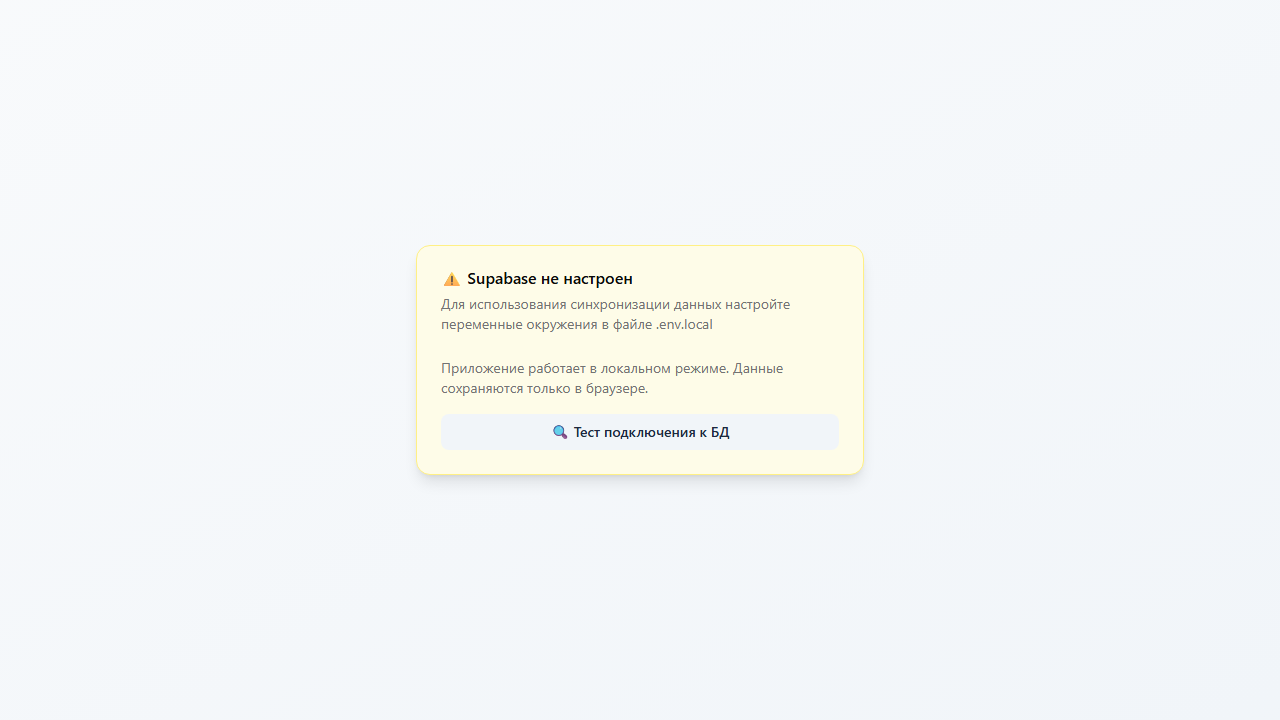 ⚠️ Supabase не настроен
Для использования синхронизации данных настройте
переменные окружения в файле .env.local
Приложение работает в локальном режиме. Данные
сохраняются только в браузере.
🔍 Тест подключения к БД